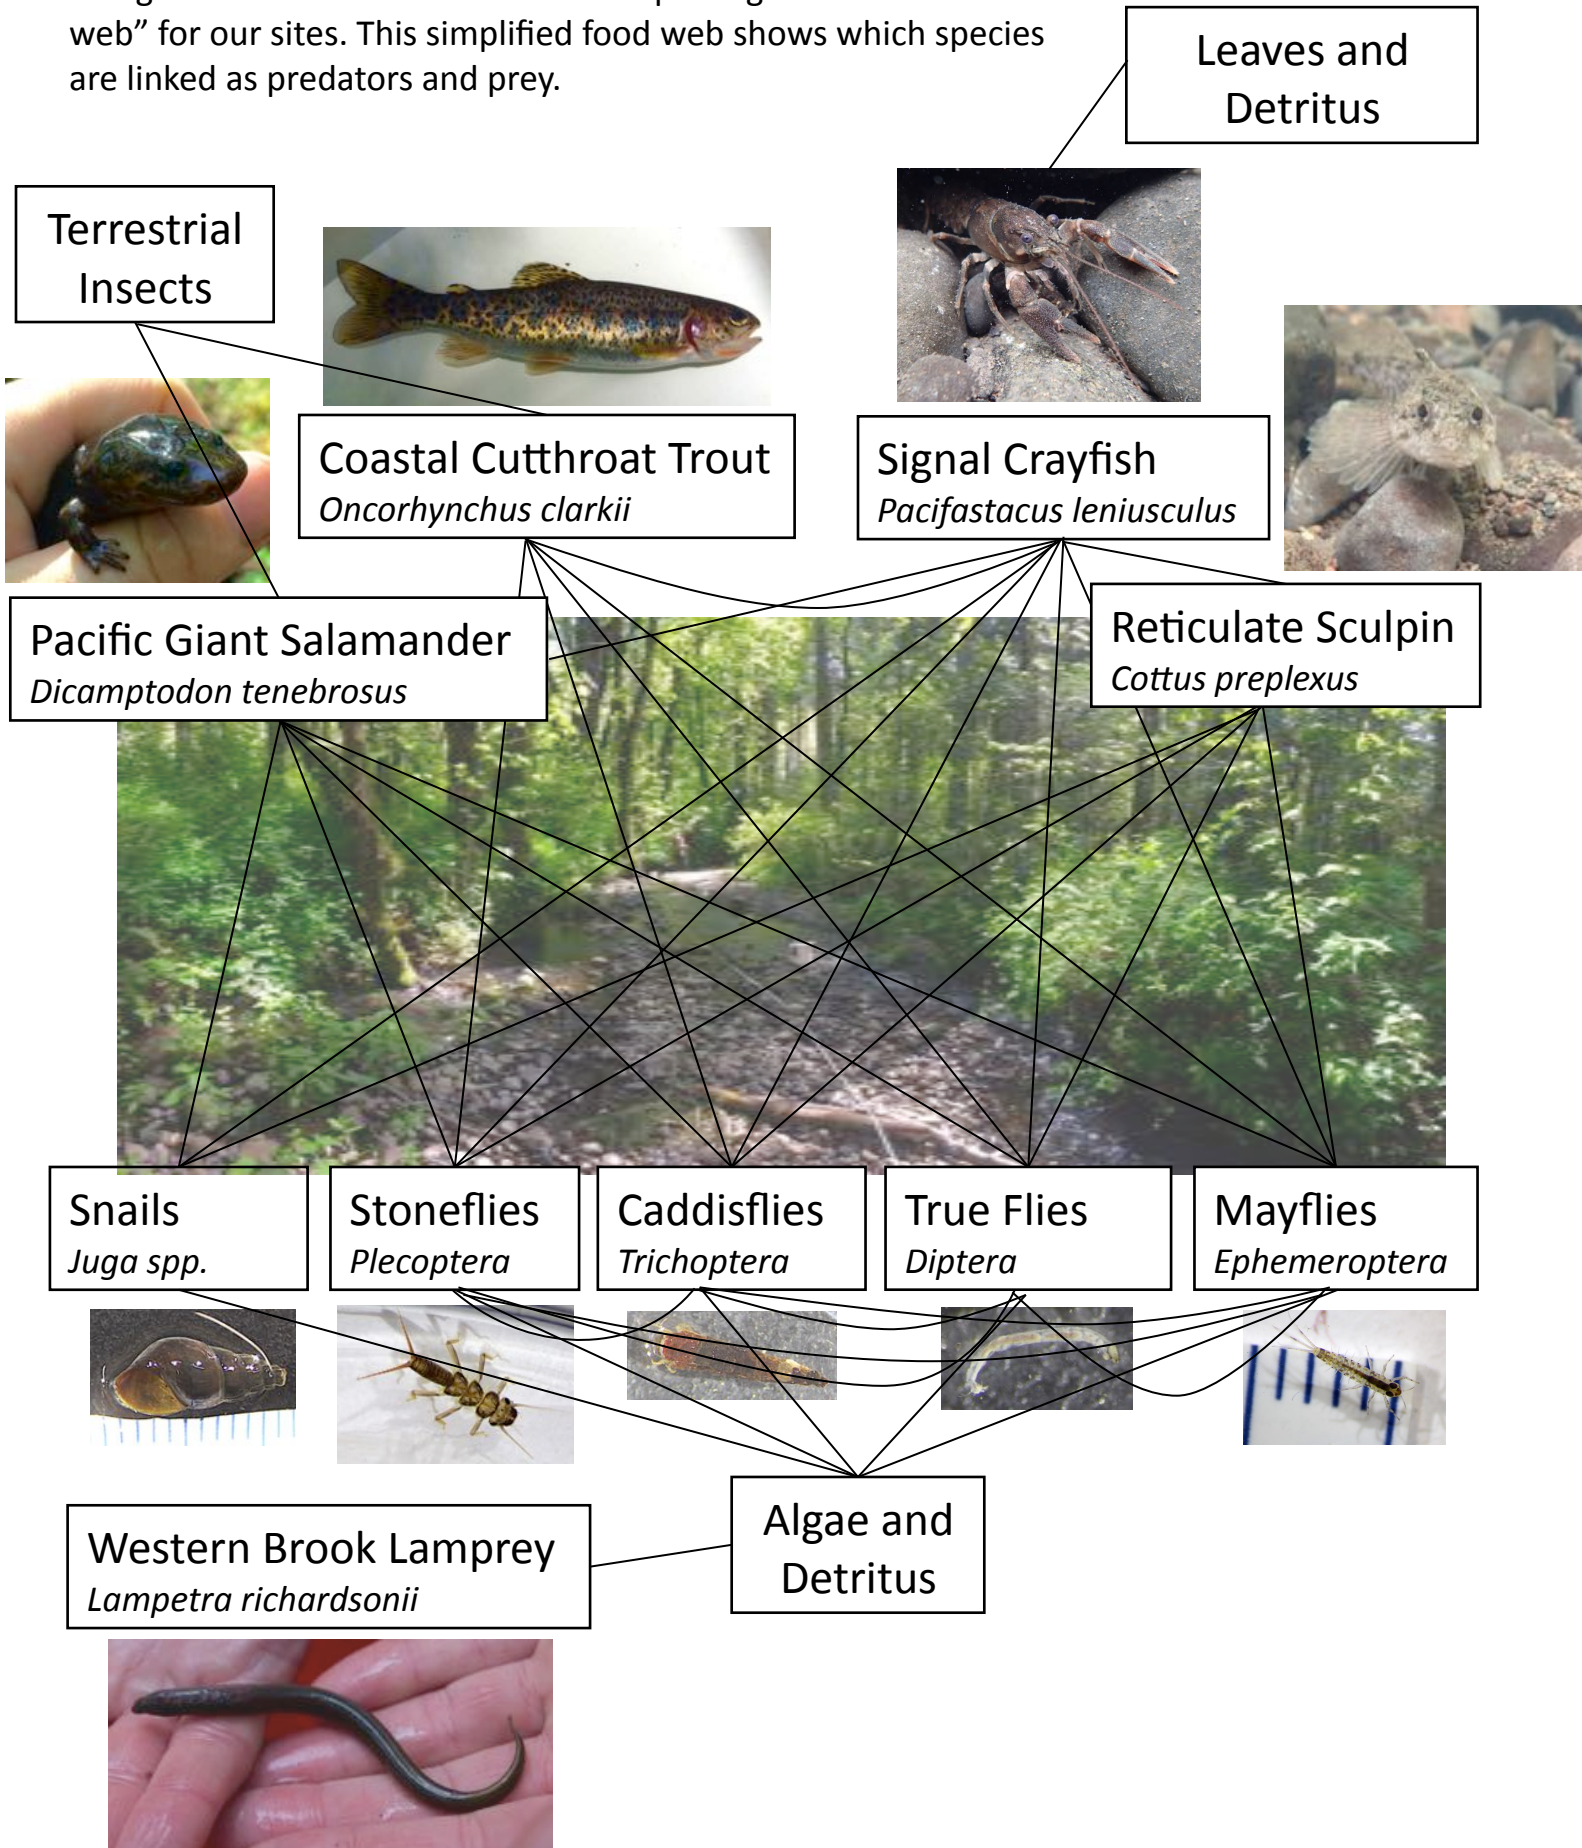 web” for our sites. This simplified food web shows which species
are linked as predators and prey.
Leaves and
Detritus
Terrestrial
Insects
Coastal Cutthroat Trout
Oncorhynchus clarkii
Signal Crayfish
Pacifastacus leniusculus
Pacific Giant Salamander
Dicamptodon tenebrosus
Reticulate Sculpin
Cottus preplexus
Snails
Juga spp.
Stoneflies
Plecoptera
Caddisflies
Trichoptera
True Flies
Diptera
Mayflies
Ephemeroptera
Algae and
Detritus
Western Brook Lamprey
Lampetra richardsonii